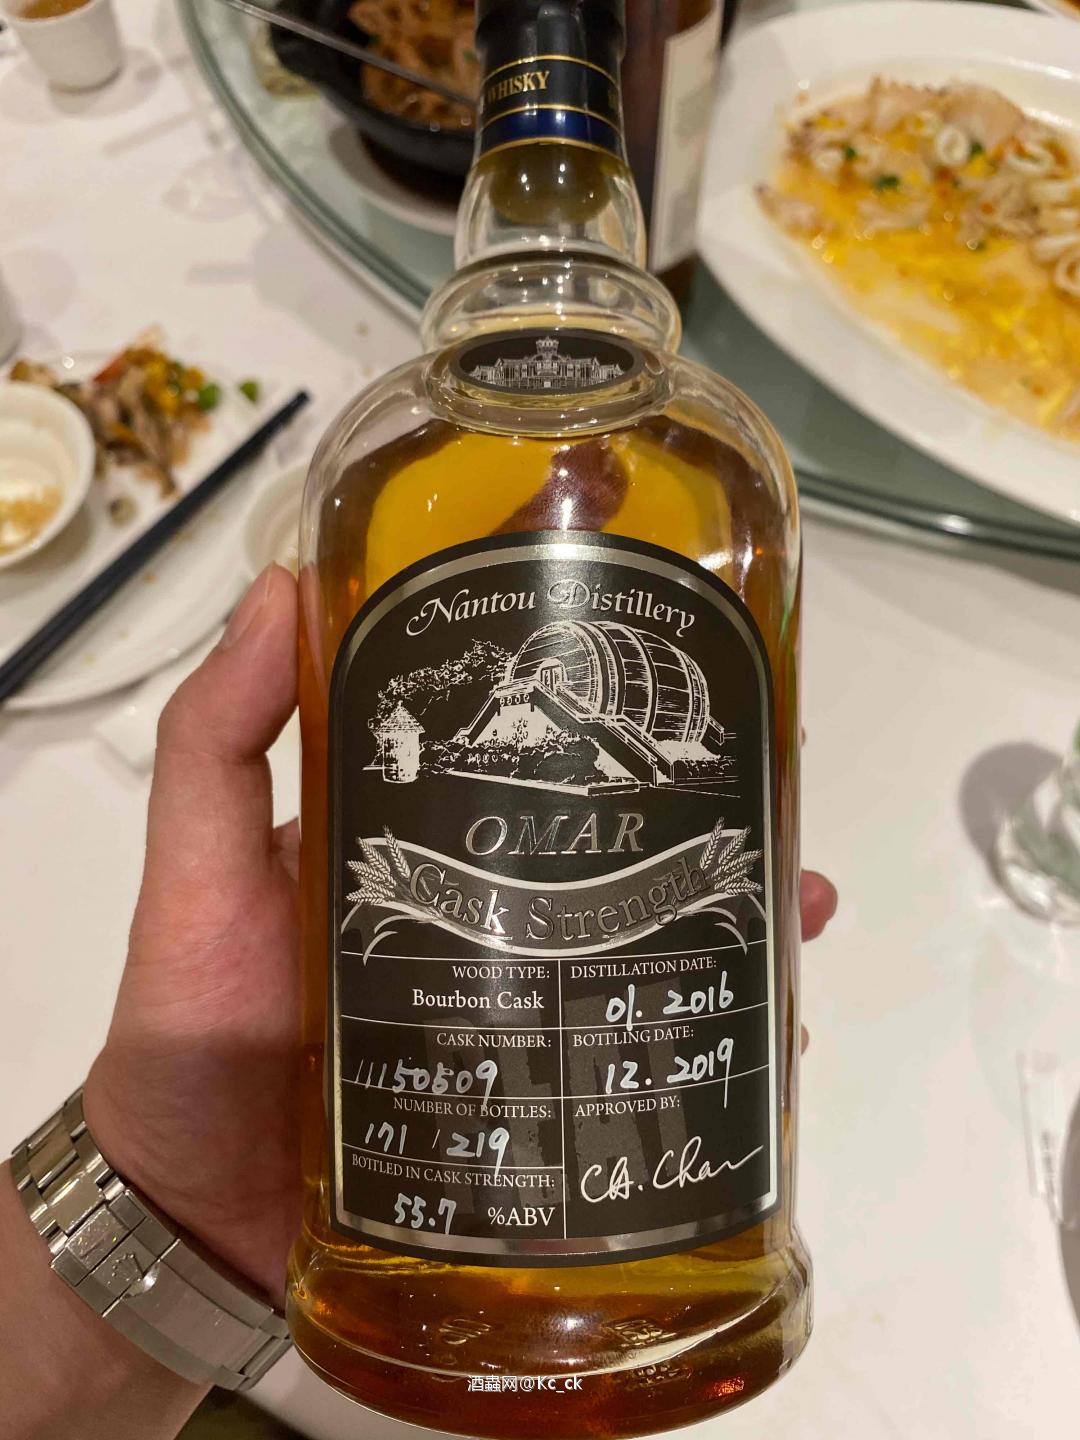 WHISKY
Nantou Distillery
OMAR
Cask Strength
WOOD TYPE:
Bourbon Cask
DISTILLATION DATE:
01. 2016
CASK NUMBER:
11150509
BOTTLING DATE:
12. 2019
NUMBER OF BOTTLES:
171 / 219
APPROVED BY:
BOTTLED IN CASK STRENGTH:
55.7 %ABV
酒蟲网@Kc_ck